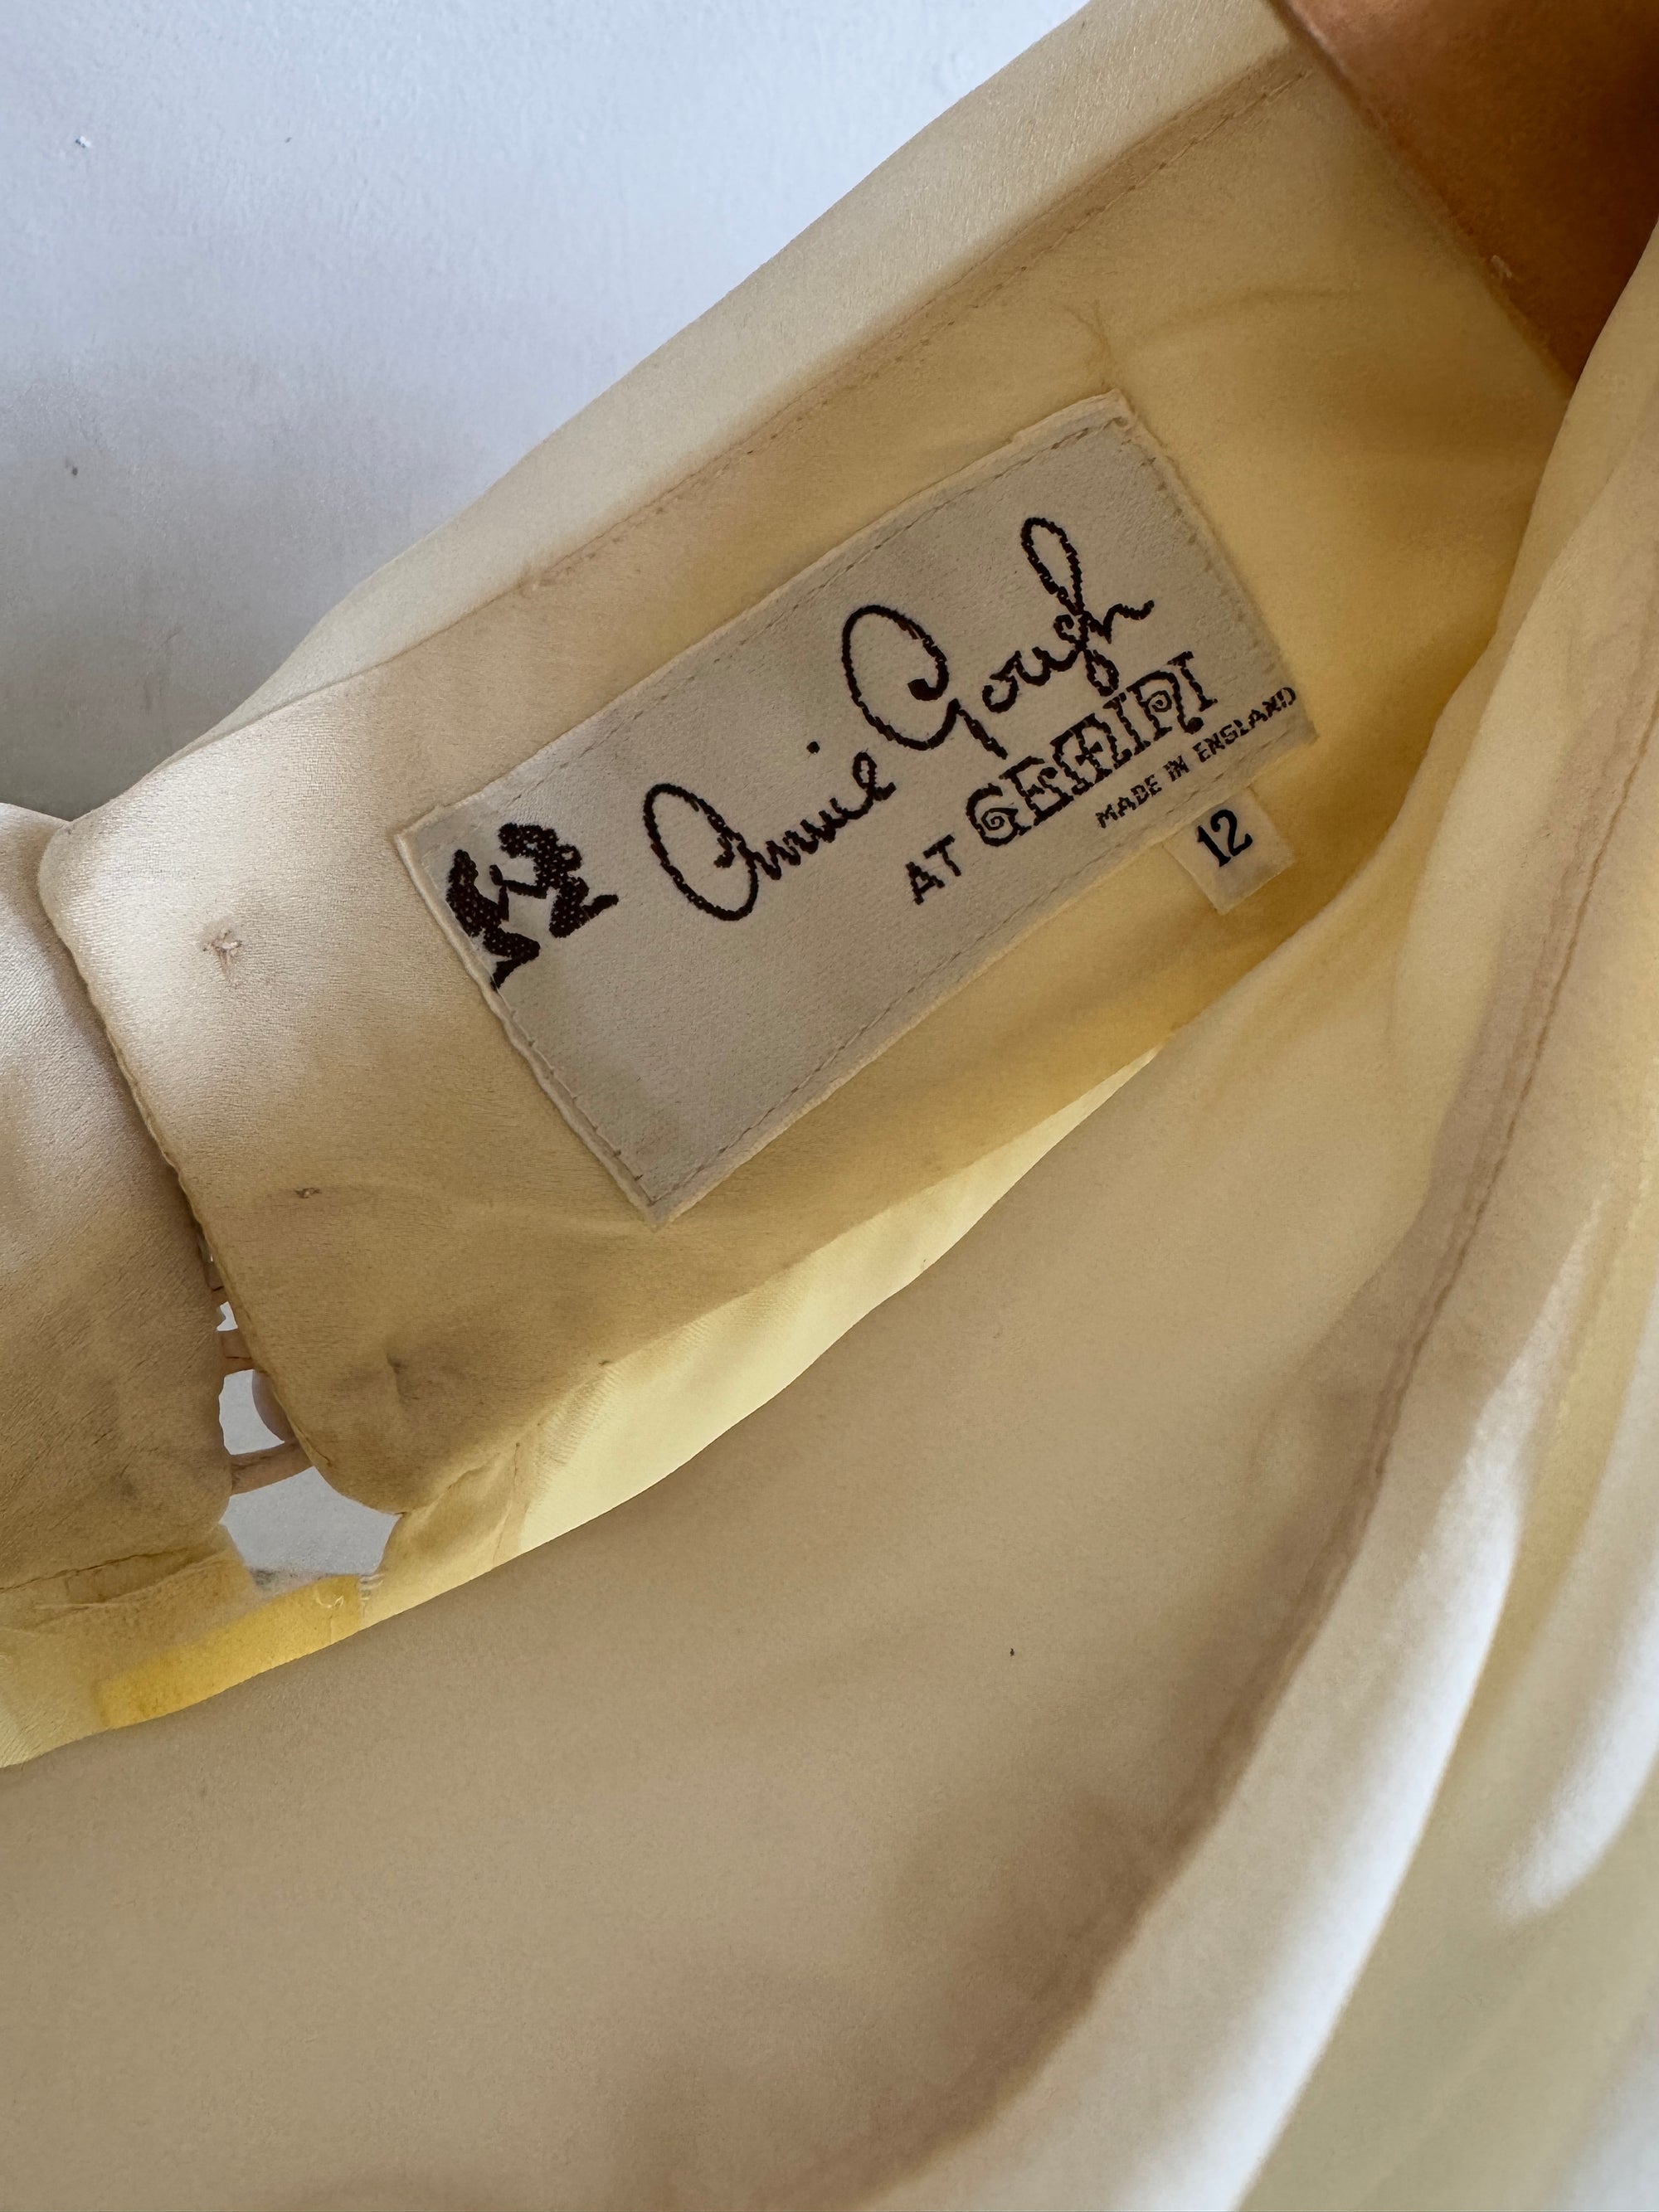 Annie Gough
AT GEMINI
MADE IN ENGLAND
12